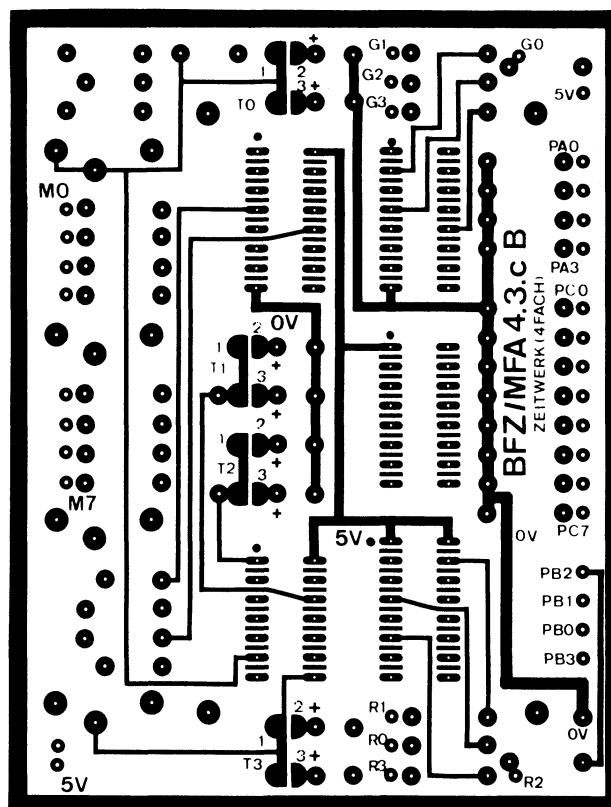 G1
G0
1
2
+
G2
3
+
G3
T0
5V
PA0
M0
PA3
PC0
BFZ/MFA4.3.c B
ZEITWERK (4FACH)
0V
1
2
+
T1
3
+
1
2
+
T2
3
+
M7
5V
0V
PC7
PB2
PB1
PB0
PB3
R1
2
+
1
R0
0V
3
+
T3
R3
R2
5V